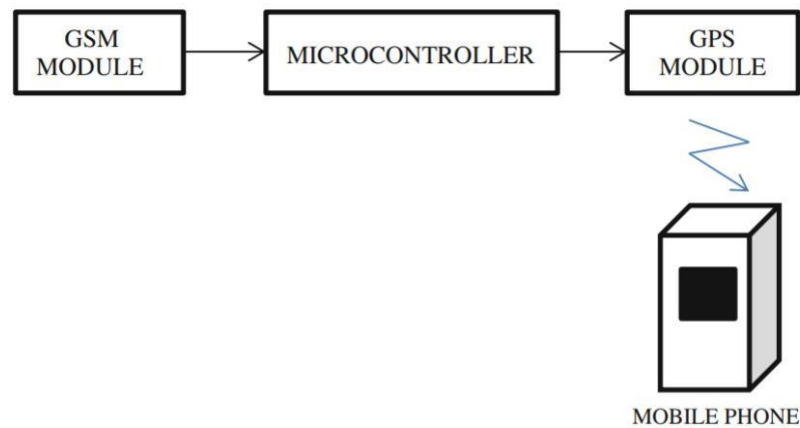 GSM
MODULE
MICROCONTROLLER
GPS
MODULE
MOBILE PHONE